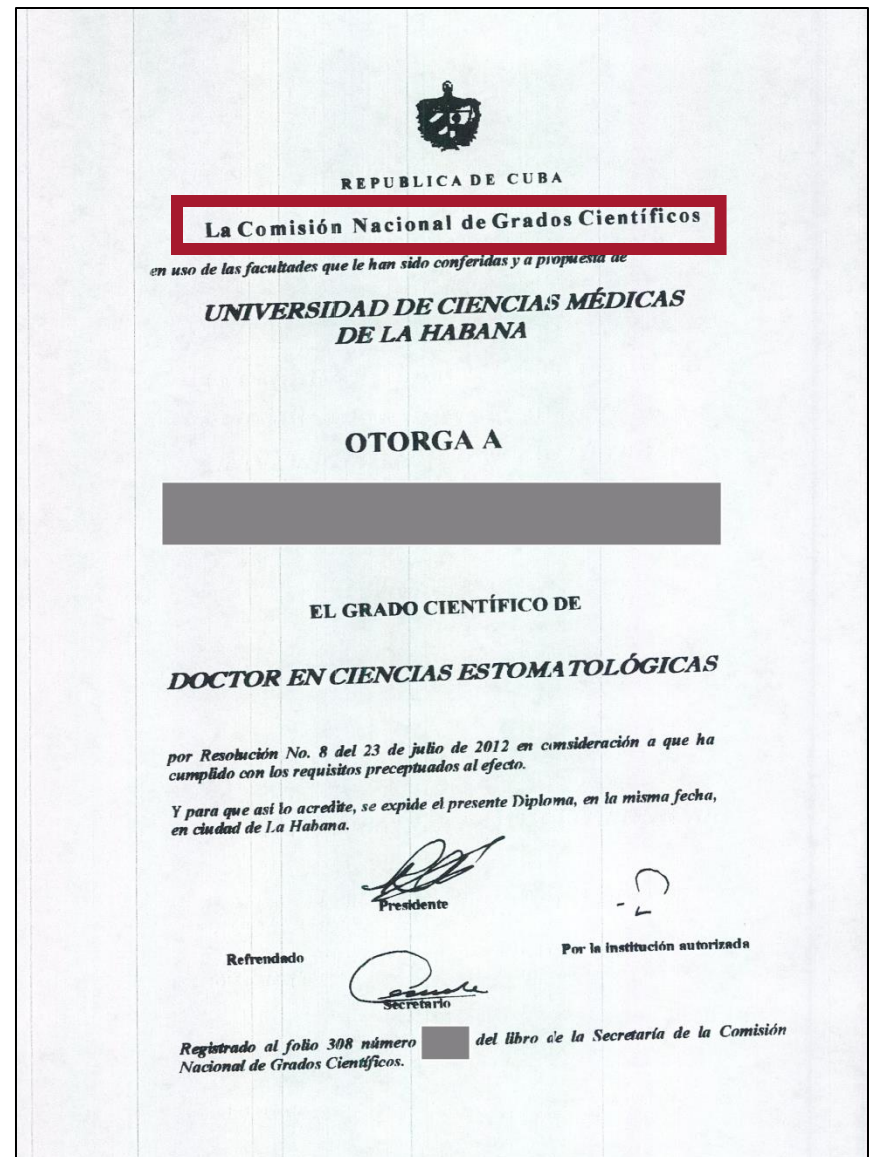 REPUBLICA DE CUBA
La Comisión Nacional de Grados Científicos
en uso de las facultades que le han sido conferidas y a propuesta de
UNIVERSIDAD DE CIENCIAS MÉDICAS
DE LA HABANA
OTORGA A
EL GRADO CIENTÍFICO DE
DOCTOR EN CIENCIAS ESTOMATOLÓGICAS
por Resolución No. 8 del 23 de julio de 2012 en consideración a que ha
cumplido con los requisitos preceptuados al efecto.
Y para que así lo acredite, se expide el presente Diploma, en la misma fecha,
en ciudad de La Habana.
Presidente
Refrendado
Por la institución autorizada
Secretario
Registrado al folio 308 número del libro de la Secretaría de la Comisión
Nacional de Grados Científicos.